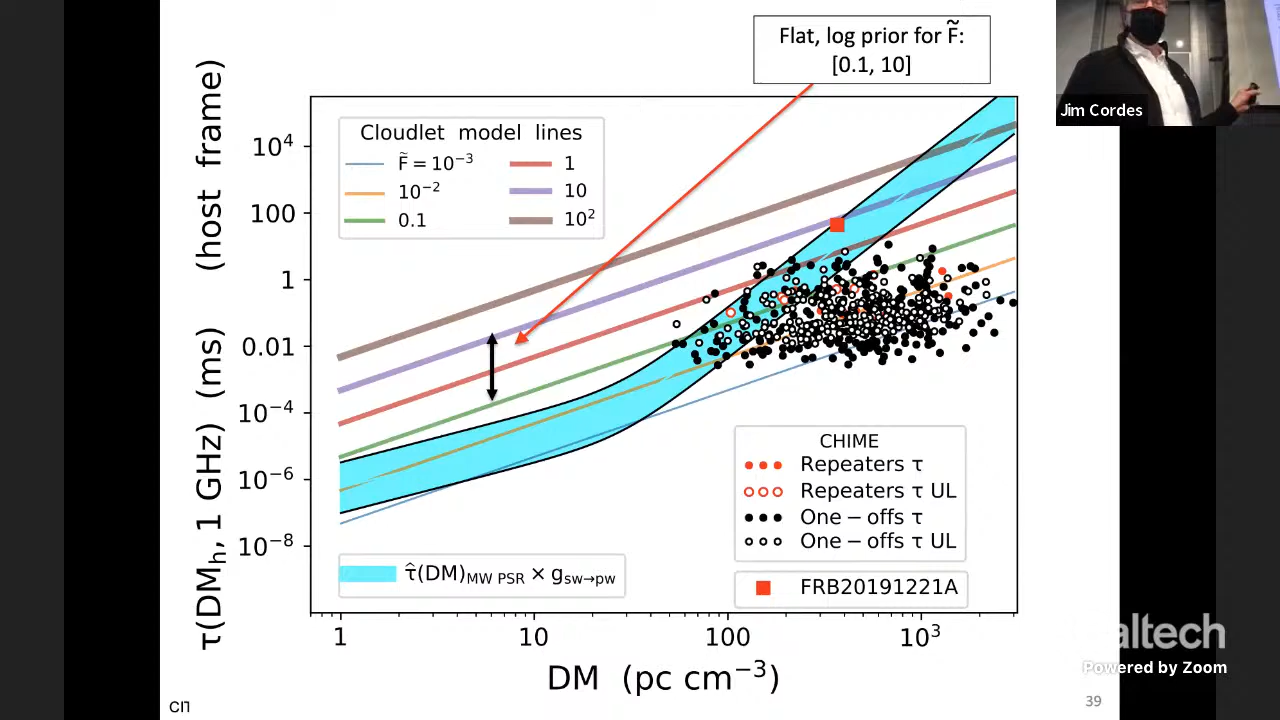 Flat, log prior for F̃:
[0.1, 10]
Jim Cordes
τ(DMₕ, 1 GHz) (ms) (host frame)
10⁴
100
1
0.01
10⁻⁴
10⁻⁶
10⁻⁸
Cloudlet model lines
F̃ = 10⁻³
1
10⁻²
10
0.1
10²
CHIME
Repeaters τ
Repeaters τ UL
One − offs τ
One − offs τ UL
τ̂(DM)MW PSR × gsw→pw
FRB20191221A
1
10
100
10³
DM (pc cm⁻³)
Powered by Zoom
39